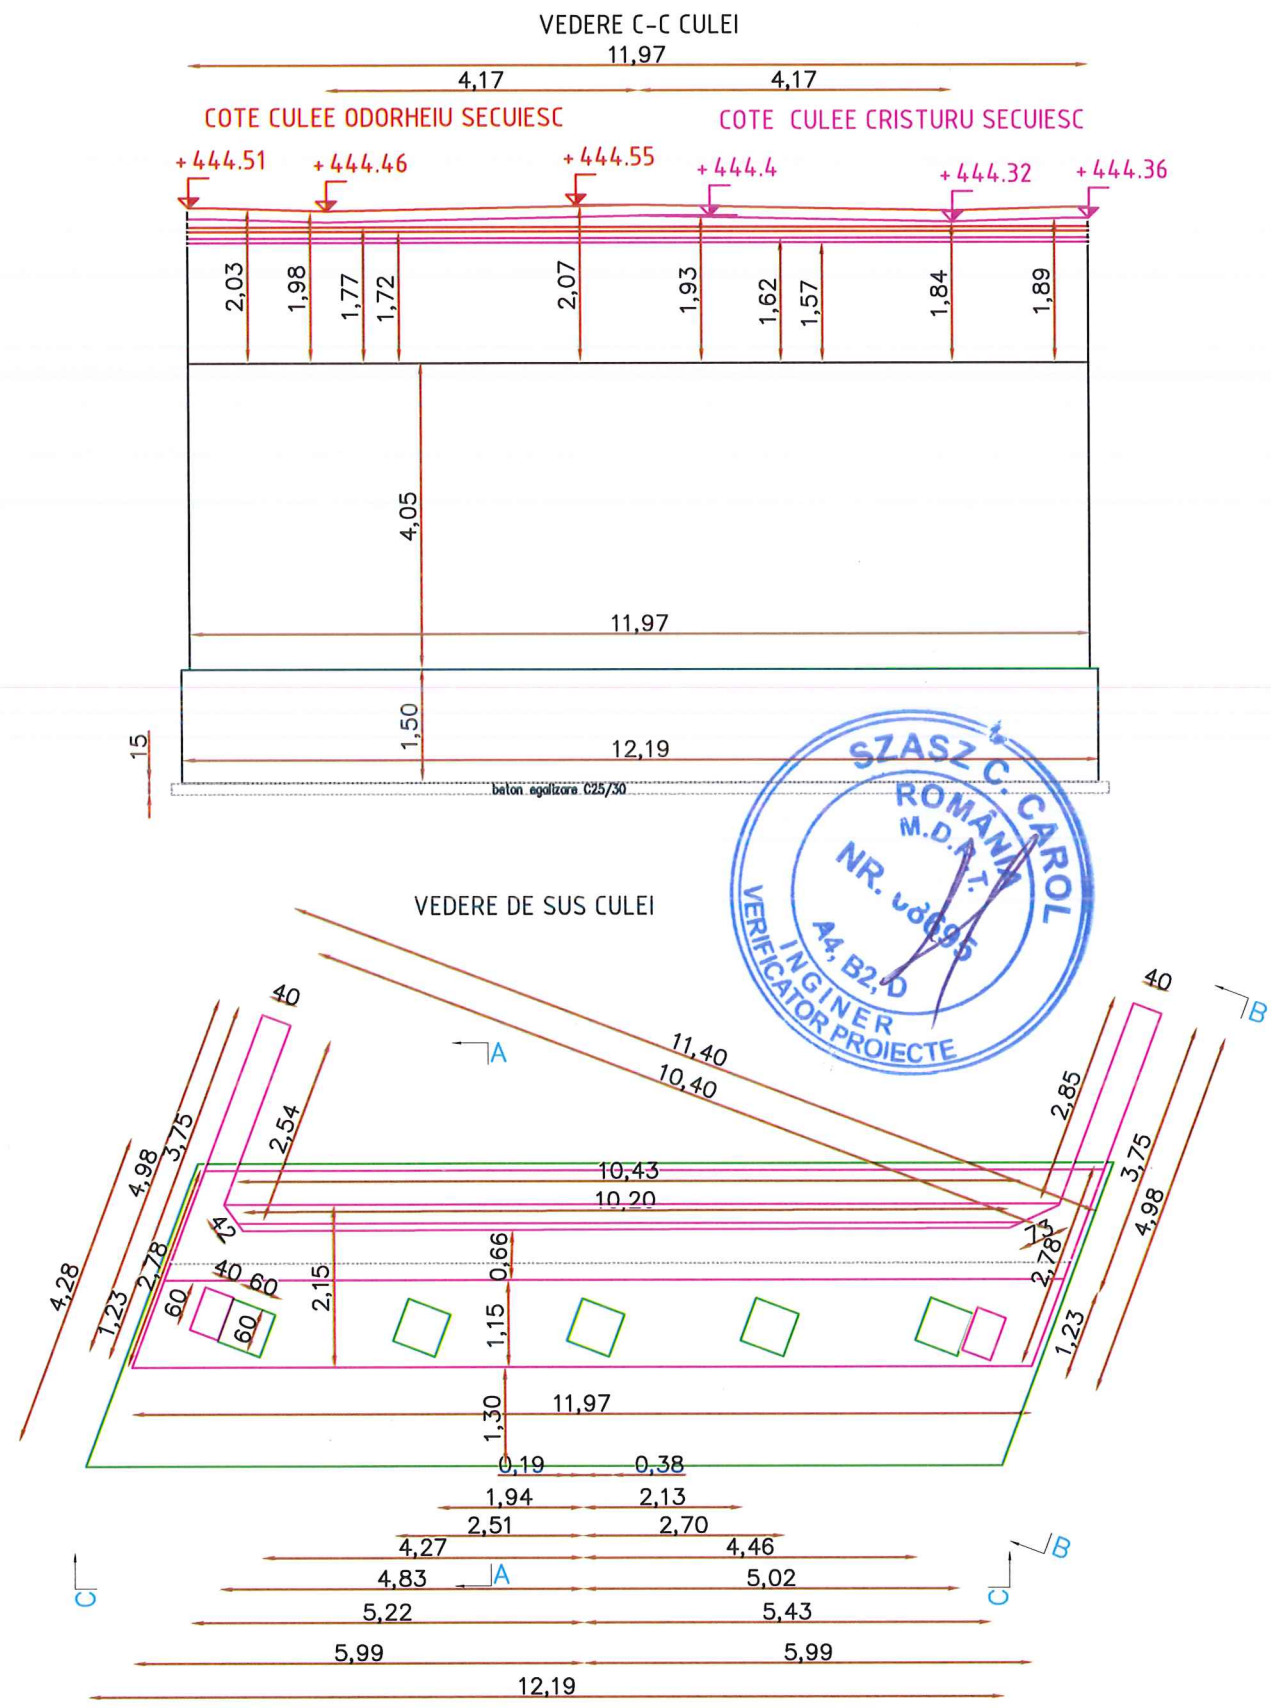 VEDERE C-C CULEI
11,97
4,17 4,17
COTE CULEE ODORHEIU SECUIESC COTE CULEE CRISTURU SECUIESC
+444.51 +444.46 +444.55 +444.4 +444.32 +444.36
2,03 1,98 1,77 1,72 2,07 1,93 1,62 1,57 1,84 1,89
4,05
11,97
1,50
15
12,19
beton egalizare C25/30
SZASZ C. CAROL
ROMÂNIA
M.D.A.T.
NR. 08695
A4, B2, D
INGINER
VERIFICATOR PROIECTE
VEDERE DE SUS CULEI
40 40
B
A
11,40
10,40
2,54 2,85
4,98 3,75 3,75
4,98
10,43
10,20
42 73
4,28 1,23 2,78 2,15 0,66 2,78
40 60
60 60
1,15 1,23
1,30
11,97
0,19 0,38
1,94 2,13
2,51 2,70
4,27 4,46
B
4,83 A 5,02
C C
5,22 5,43
5,99 5,99
12,19